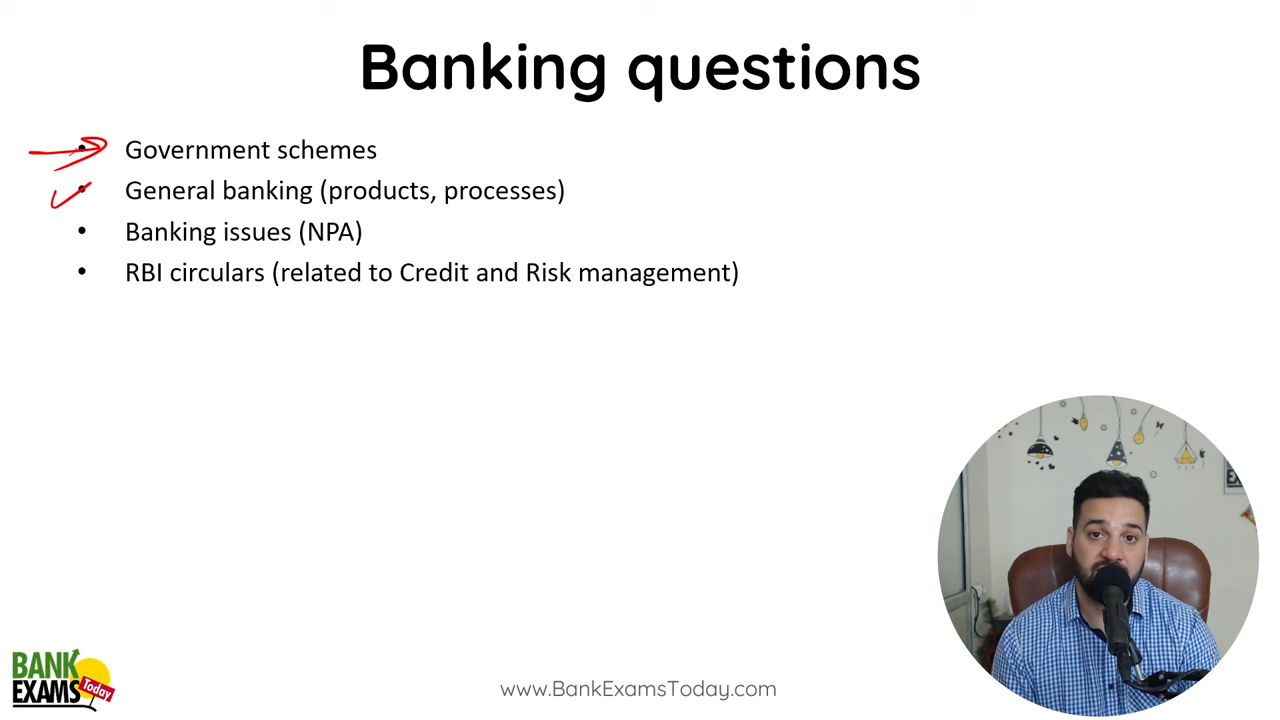 Banking questions
• Government schemes
• General banking (products, processes)
• Banking issues (NPA)
• RBI circulars (related to Credit and Risk management)
BANK
EXAMS
Today
www.BankExamsToday.com